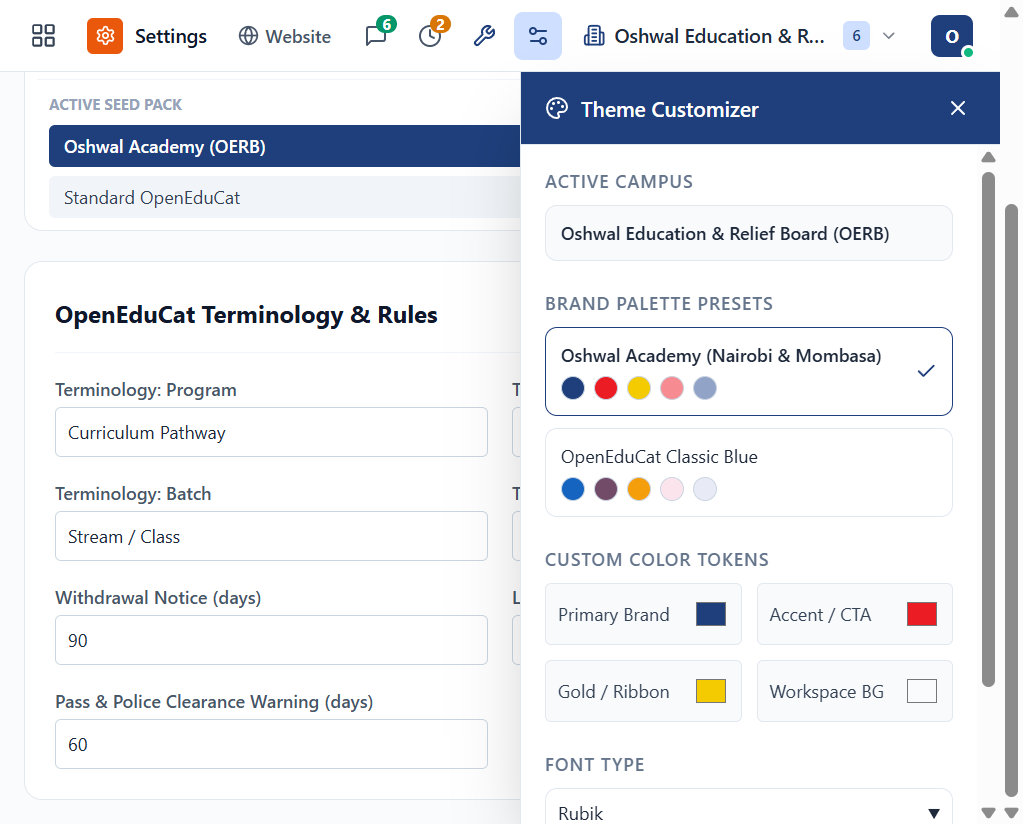 Settings
Website
6
2
Oshwal Education & R...
6
O
ACTIVE SEED PACK
Oshwal Academy (OERB)
Standard OpenEduCat
OpenEduCat Terminology & Rules
Terminology: Program
T
Curriculum Pathway
Terminology: Batch
T
Stream / Class
Withdrawal Notice (days)
L
90
Pass & Police Clearance Warning (days)
60
Theme Customizer
ACTIVE CAMPUS
Oshwal Education & Relief Board (OERB)
BRAND PALETTE PRESETS
Oshwal Academy (Nairobi & Mombasa)
OpenEduCat Classic Blue
CUSTOM COLOR TOKENS
Primary Brand
Accent / CTA
Gold / Ribbon
Workspace BG
FONT TYPE
Rubik